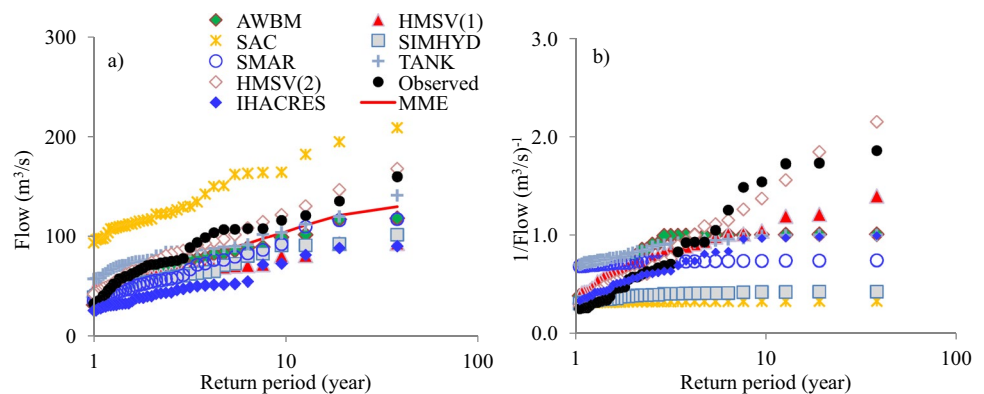 AWBM HMSV(1)
SAC SIMHYD
SMAR TANK
HMSV(2) Observed
IHACRES MME
a)
300
200
100
0
Flow (m³/s)
1 10 100
Return period (year)
b)
3.0
2.0
1.0
0.0
1/Flow (m³/s)⁻¹
1 10 100
Return period (year)